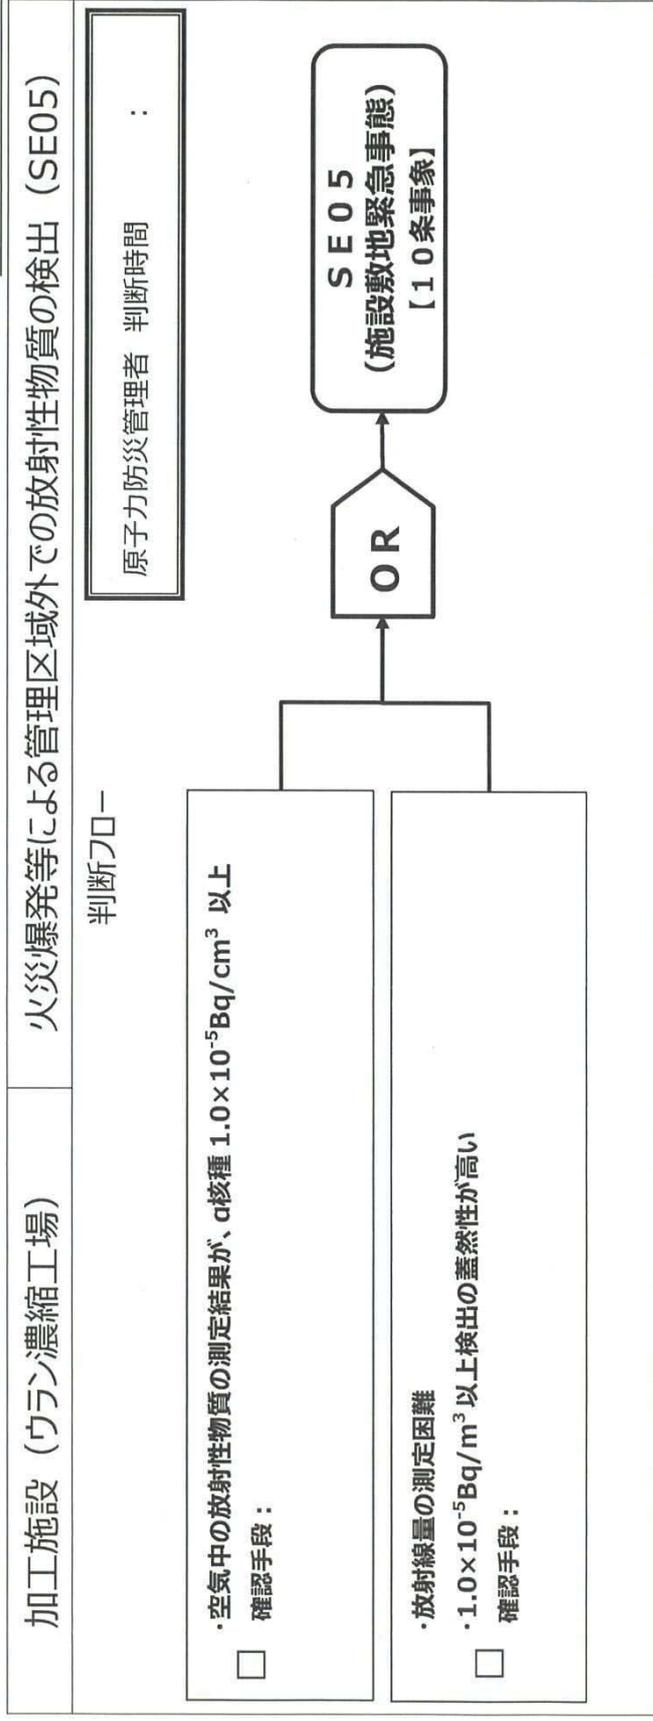 加工施設（ウラン濃縮工場）
火災爆発等による管理区域外での放射性物質の検出（SE05）
判断フロー
原子力防災管理者 判断時間 ：
□ ・空気中の放射性物質の測定結果が、α核種 1.0×10⁻⁵Bq/cm³ 以上
確認手段：
・放射線量の測定困難
□ ・1.0×10⁻⁵Bq/m³ 以上検出の蓋然性が高い
確認手段：
OR
SE05
（施設敷地緊急事態）
【10条事象】